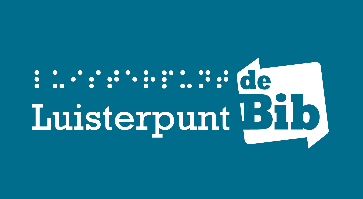 ⠇⠥⠊⠎⠞⠑⠗⠏⠥⠝⠞
Luisterpunt
de
Bib